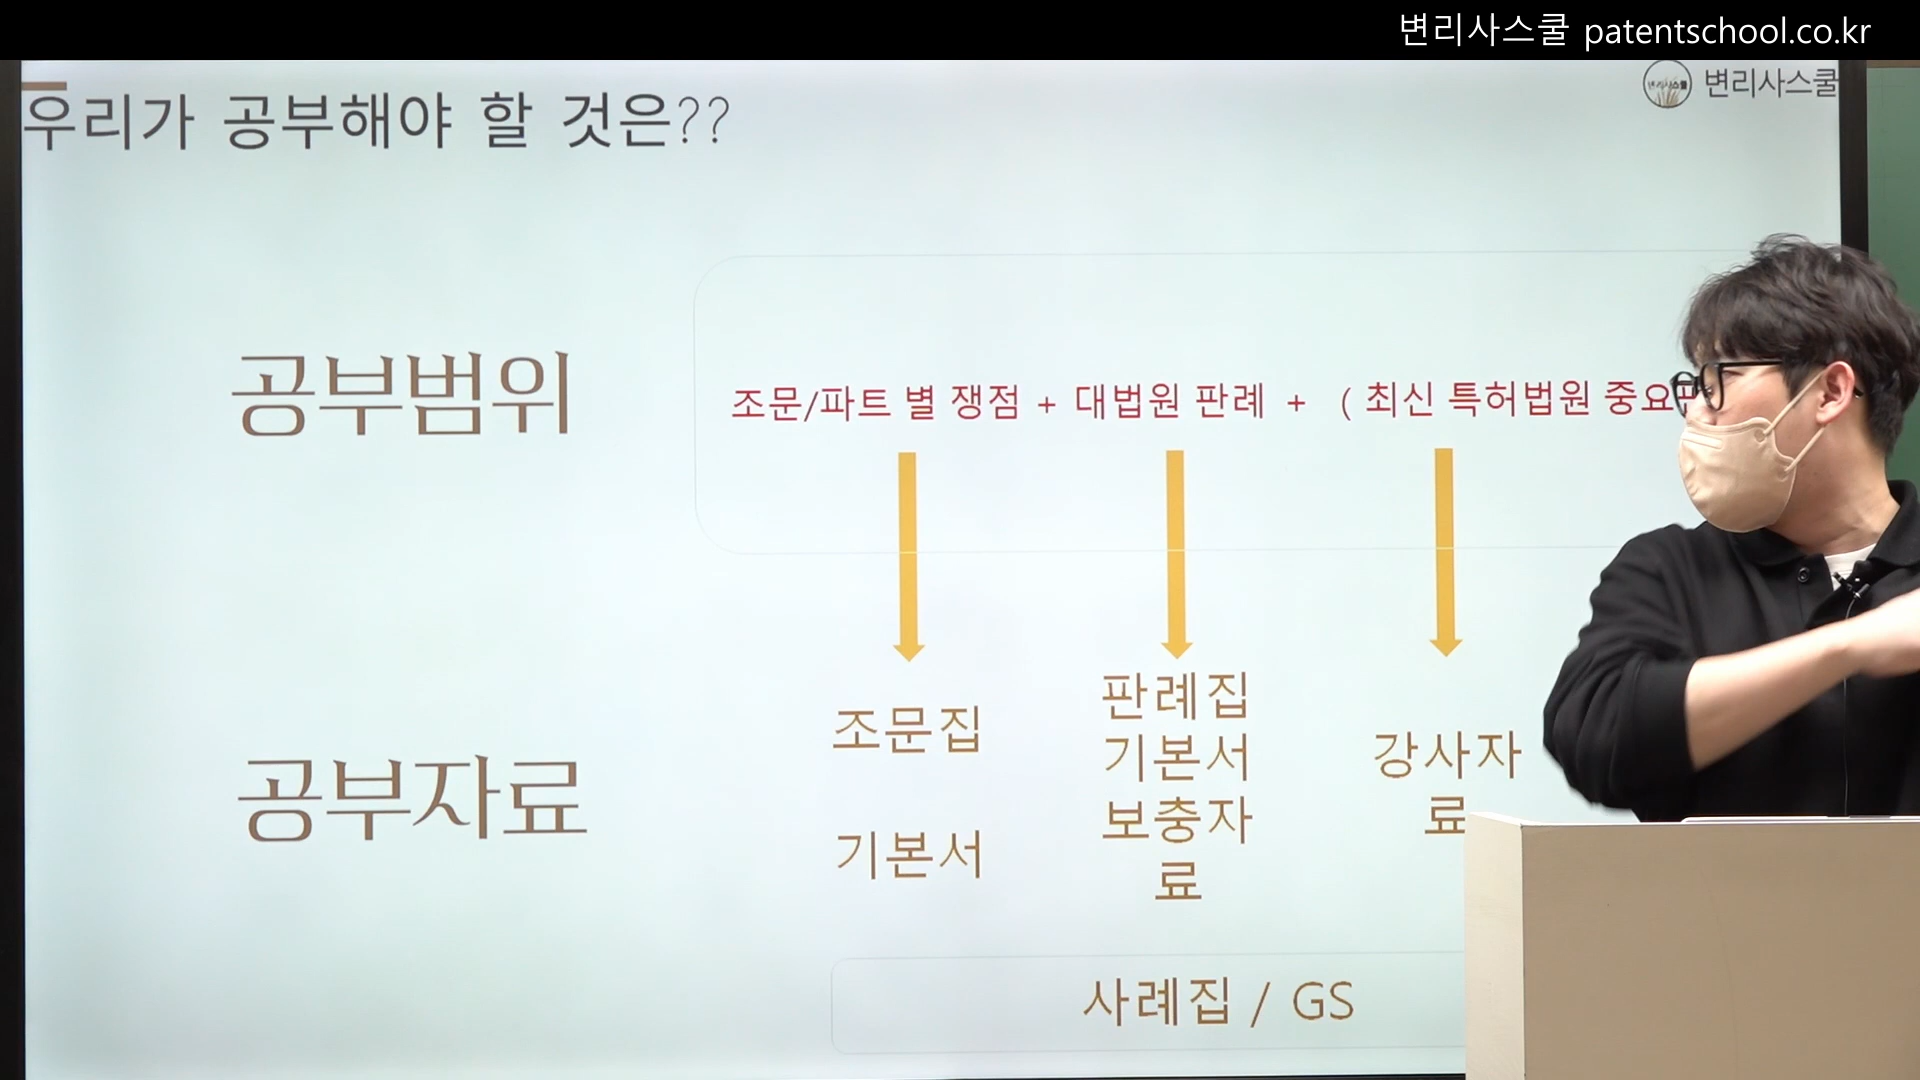 변리사스쿨 patentschool.co.kr
변리사스쿨
우리가 공부해야 할 것은??
공부범위
조문/파트 별 쟁점 + 대법원 판례 + ( 최신 특허법원
공부자료
조문집
기본서
판례집
기본서
보충자
료
강사자
료
사례집 / GS